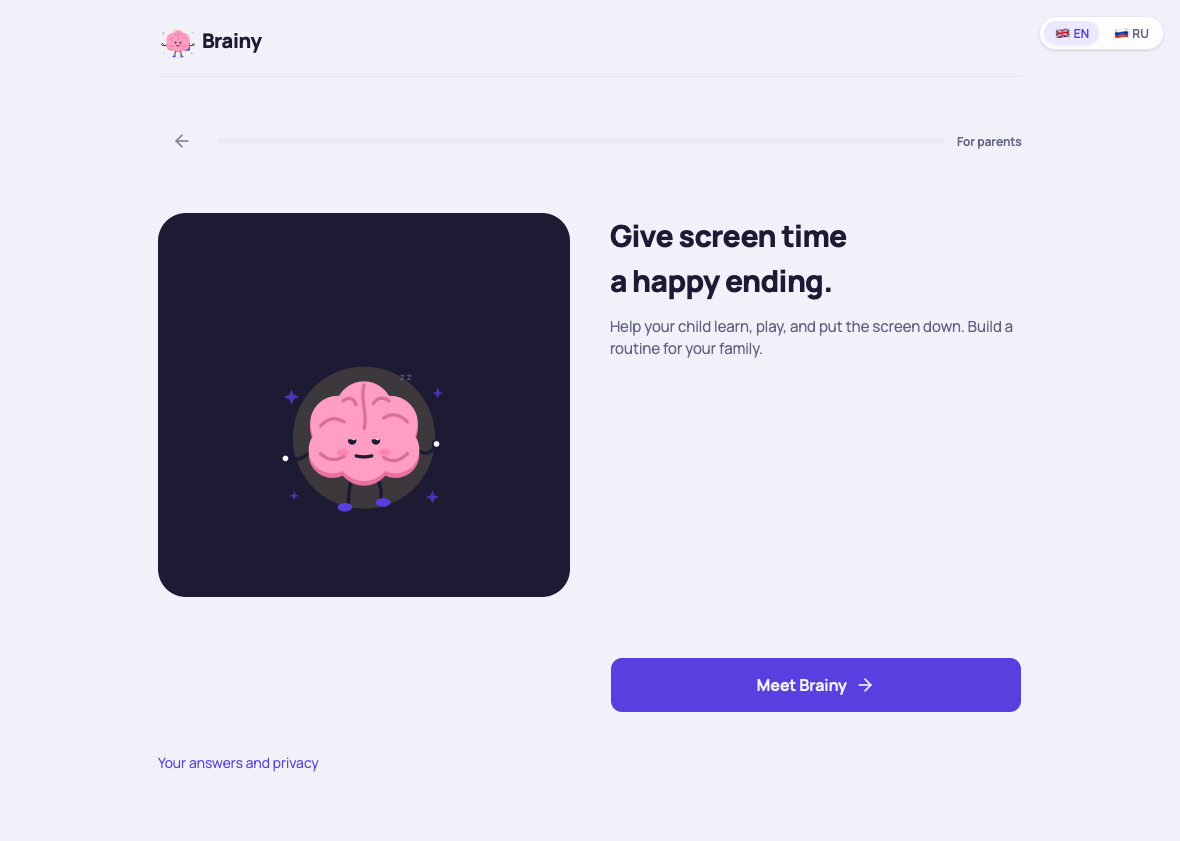 Brainy
EN
RU
For parents
z z
Give screen time
a happy ending.
Help your child learn, play, and put the screen down. Build a
routine for your family.
Meet Brainy
Your answers and privacy